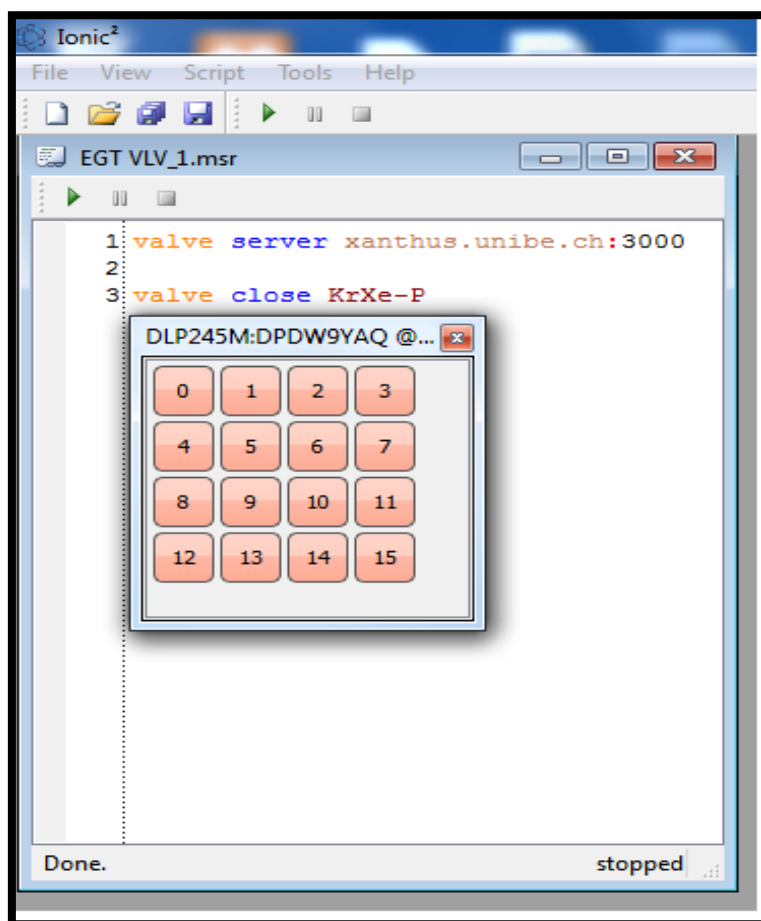 Ionic²
File View Script Tools Help
EGT VLV_1.msr
1 valve server xanthus.unibe.ch:3000
2
3 valve close KrXe-P
DLP245M:DPDW9YAQ @...
0 1 2 3
4 5 6 7
8 9 10 11
12 13 14 15
Done. stopped